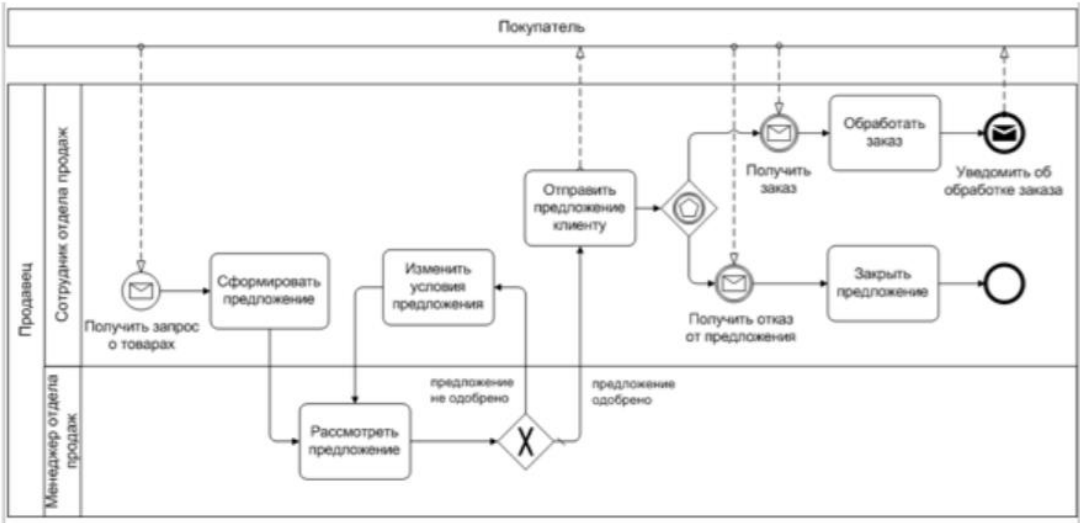 Покупатель
Продавец
Сотрудник отдела продаж
Получить запрос
о товарах
Сформировать
предложение
Изменить
условия
предложения
Отправить
предложение
клиенту
Получить
заказ
Обработать
заказ
Уведомить об
обработке заказа
Получить отказ
от предложения
Закрыть
предложение
Менеджер отдела
продаж
Рассмотреть
предложение
предложение
не одобрено
X
предложение
одобрено